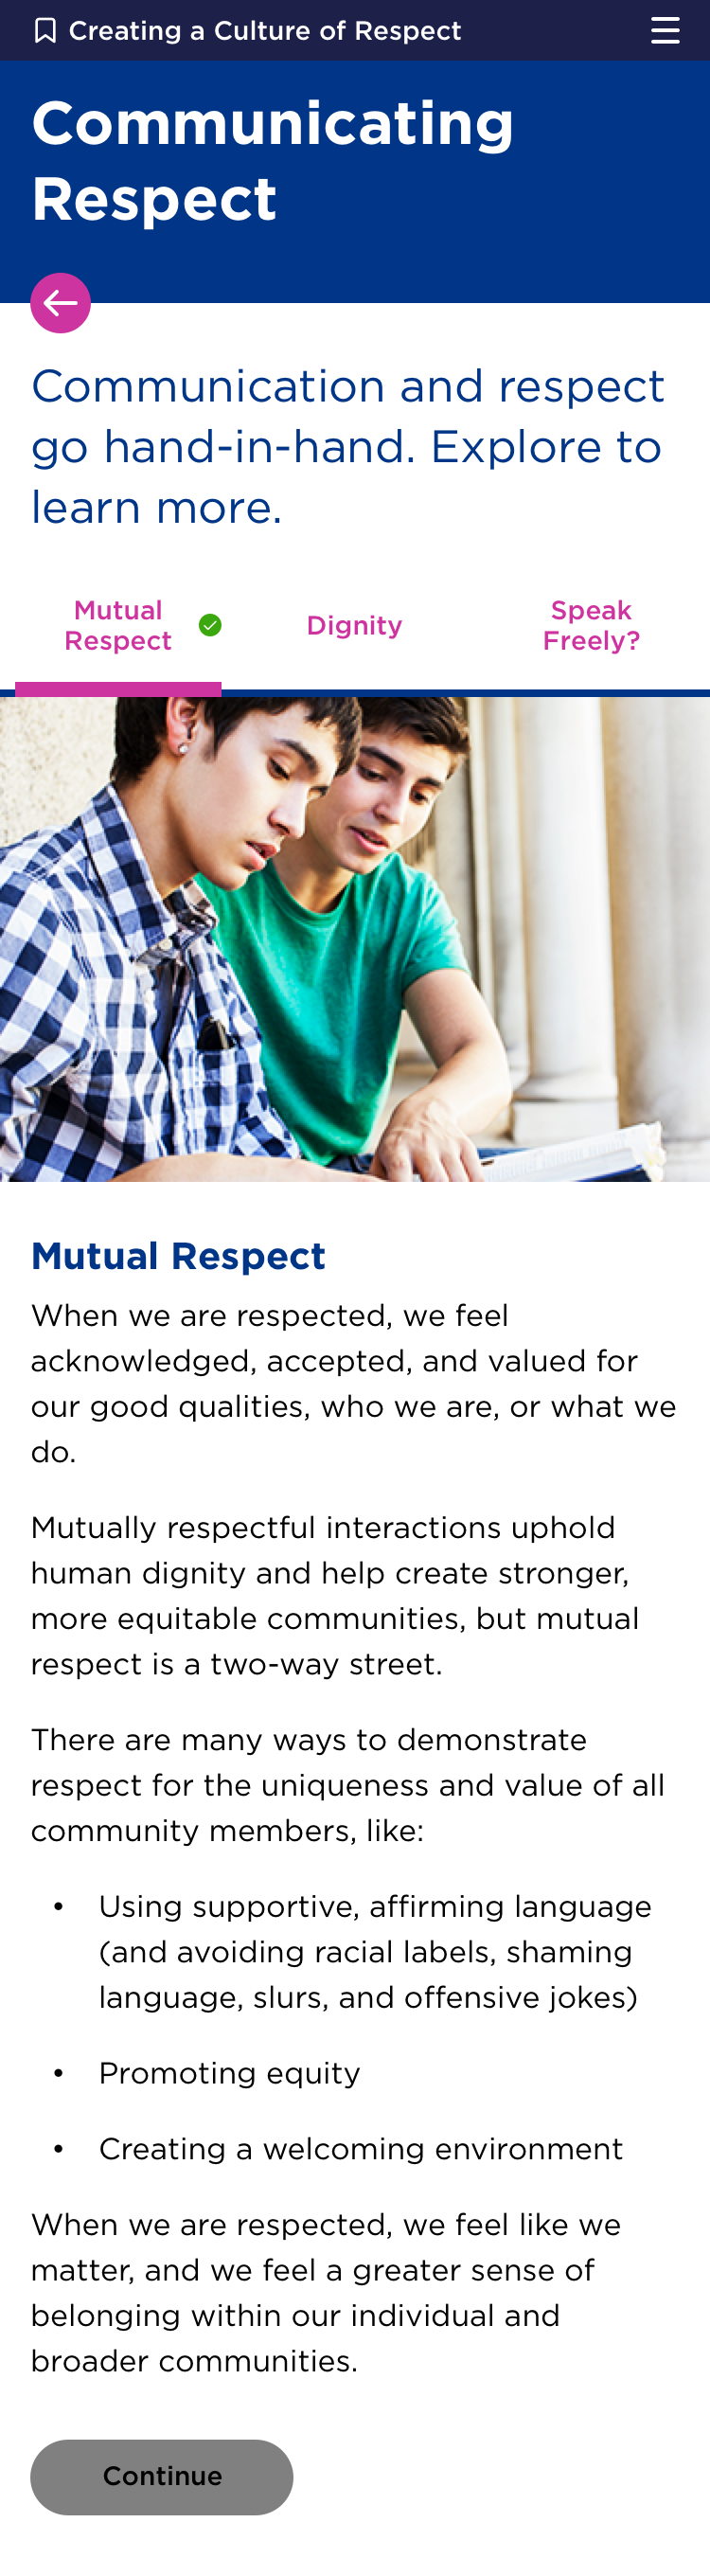 Creating a Culture of Respect
Communicating
Respect
Communication and respect
go hand-in-hand. Explore to
learn more.
Mutual
Respect
Dignity
Speak
Freely?
Mutual Respect
When we are respected, we feel
acknowledged, accepted, and valued for
our good qualities, who we are, or what we
do.
Mutually respectful interactions uphold
human dignity and help create stronger,
more equitable communities, but mutual
respect is a two-way street.
There are many ways to demonstrate
respect for the uniqueness and value of all
community members, like:
• Using supportive, affirming language
(and avoiding racial labels, shaming
language, slurs, and offensive jokes)
• Promoting equity
• Creating a welcoming environment
When we are respected, we feel like we
matter, and we feel a greater sense of
belonging within our individual and
broader communities.
Continue